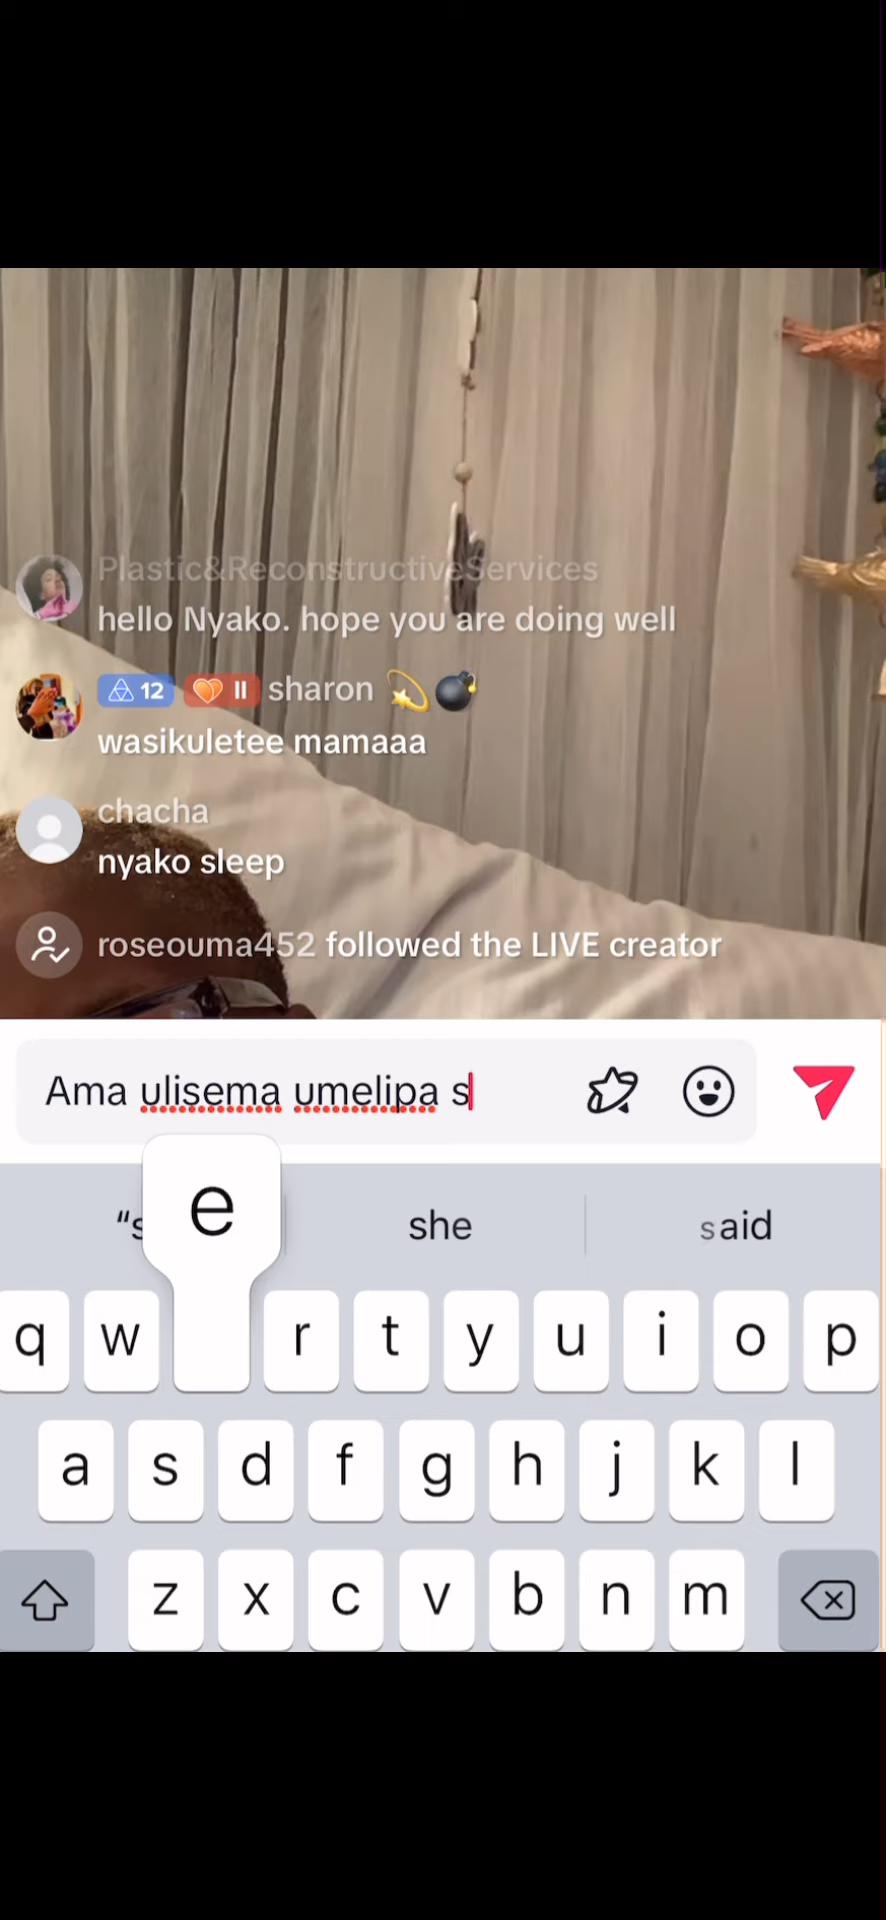 Plastic&ReconstructiveServices
hello Nyako. hope you are doing well
12 II sharon 💫💣
wasikuletee mamaaa
chacha
nyako sleep
roseouma452 followed the LIVE creator
Ama ulisema umelipa s
"s e she said
q w r t y u i o p
a s d f g h j k l
z x c v b n m